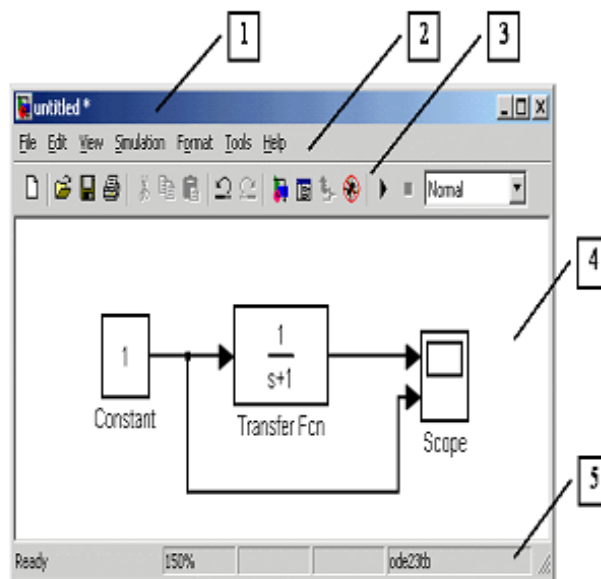 1
2
3
untitled *
File Edit View Simulation Format Tools Help
Normal
4
1
1
s+1
Constant
Transfer Fcn
Scope
5
Ready 150% ode23tb